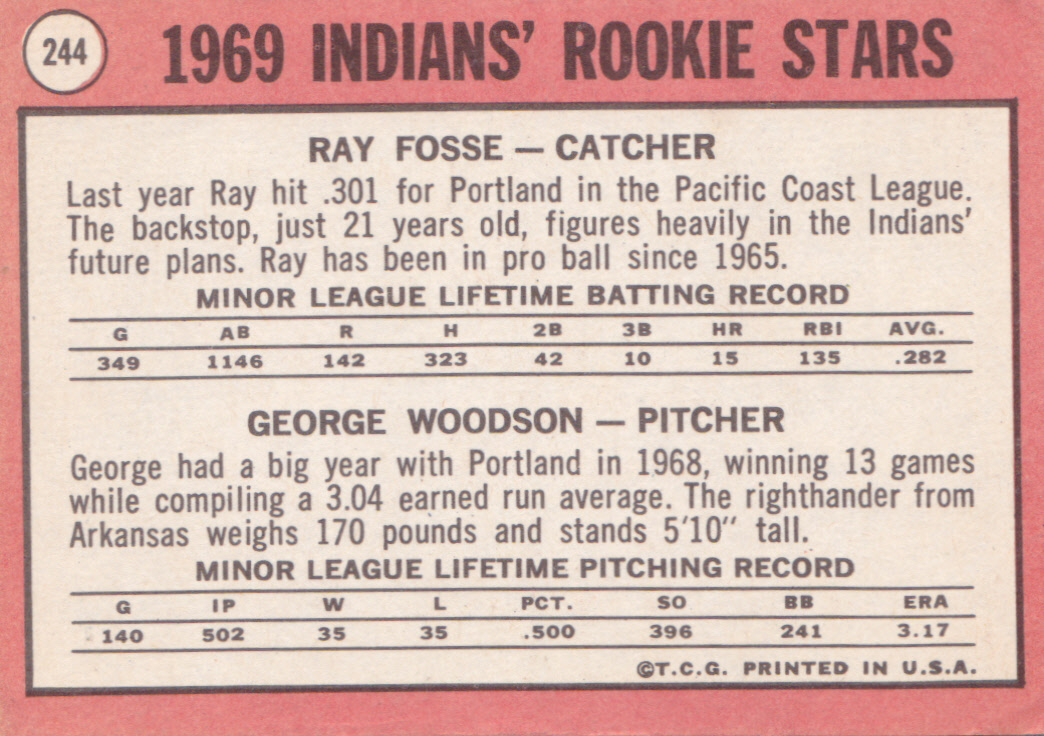 244
1969 INDIANS' ROOKIE STARS
RAY FOSSE — CATCHER
Last year Ray hit .301 for Portland in the Pacific Coast League.
The backstop, just 21 years old, figures heavily in the Indians'
future plans. Ray has been in pro ball since 1965.
MINOR LEAGUE LIFETIME BATTING RECORD
G AB R H 2B 3B HR RBI AVG.
349 1146 142 323 42 10 15 135 .282
GEORGE WOODSON — PITCHER
George had a big year with Portland in 1968, winning 13 games
while compiling a 3.04 earned run average. The righthander from
Arkansas weighs 170 pounds and stands 5'10" tall.
MINOR LEAGUE LIFETIME PITCHING RECORD
G IP W L PCT. SO BB ERA
140 502 35 35 .500 396 241 3.17
©T.C.G. PRINTED IN U.S.A.